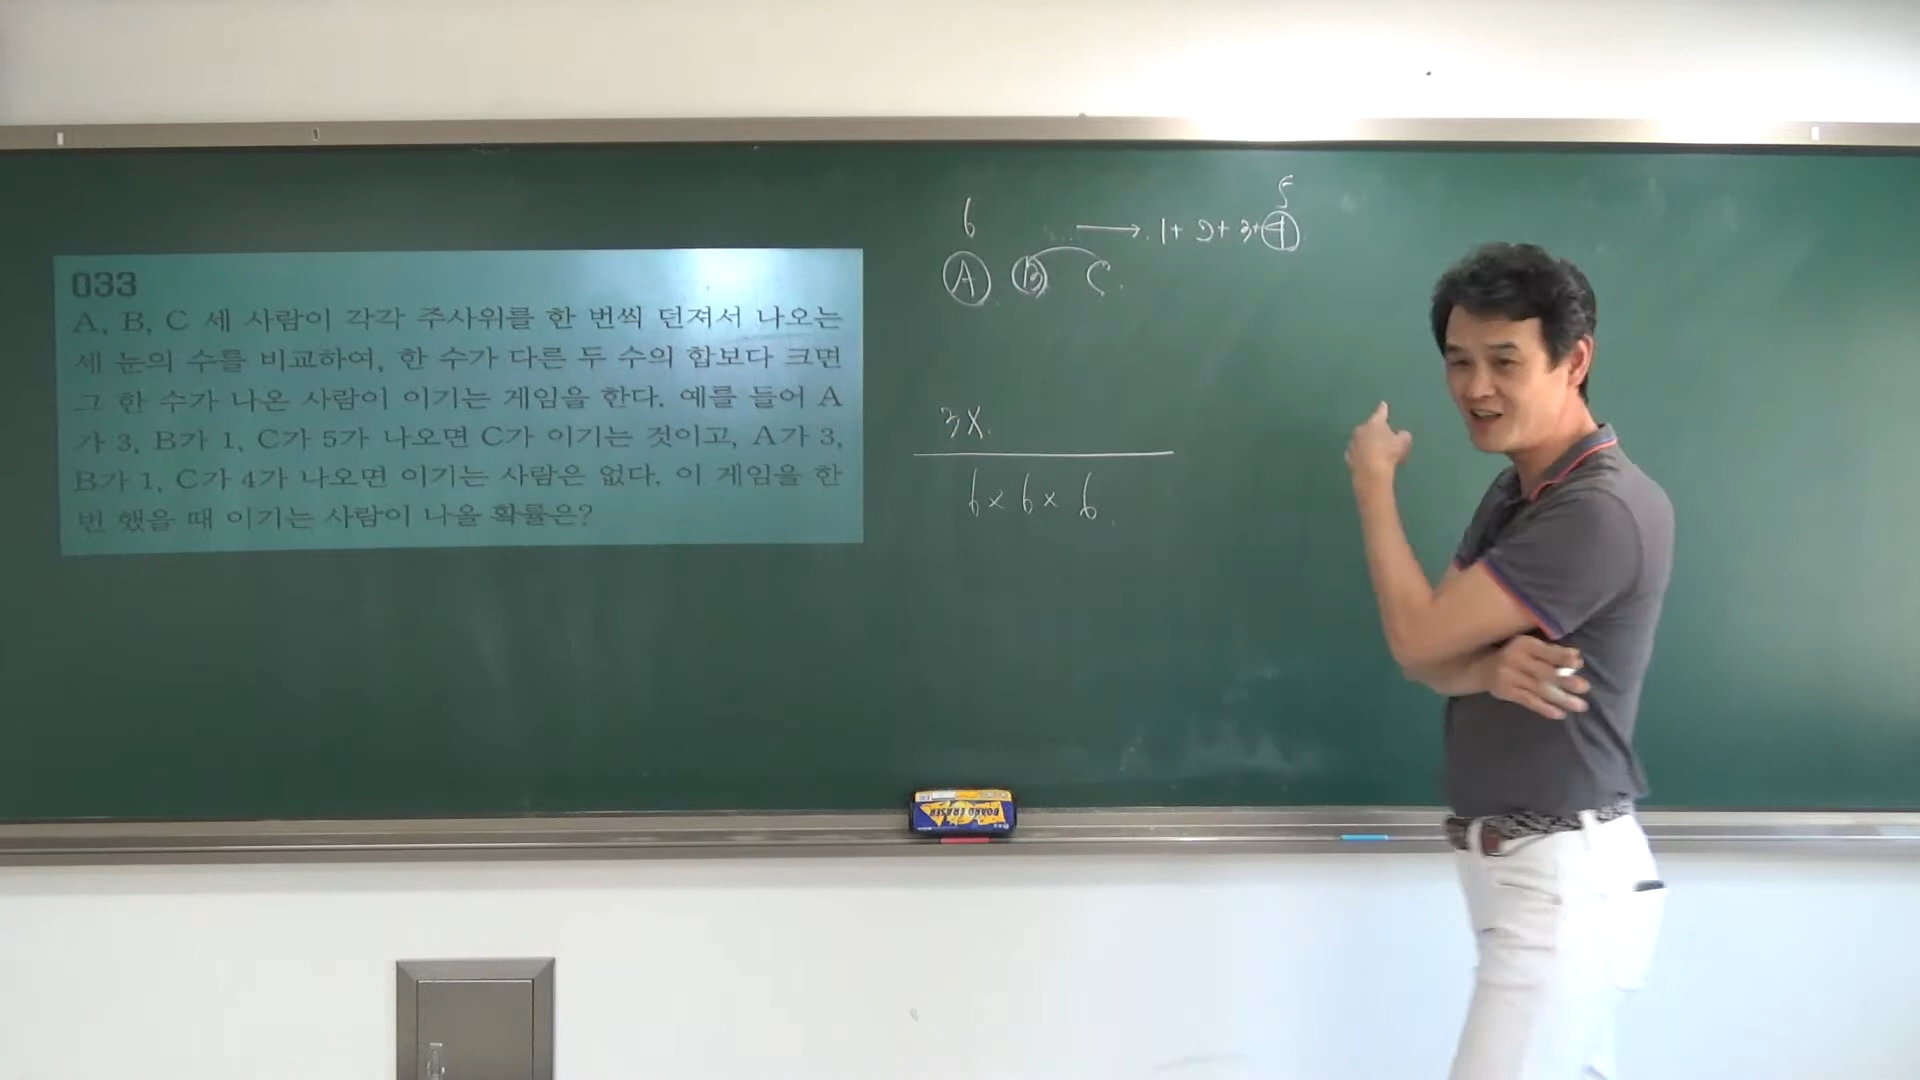 033
A, B, C 세 사람이 각각 주사위를 한 번씩 던져서 나오는
세 눈의 수를 비교하여, 한 수가 다른 두 수의 합보다 크면
그 한 수가 나온 사람이 이기는 게임을 한다. 예를 들어 A
가 3, B가 1, C가 5가 나오면 C가 이기는 것이고, A가 3,
B가 1, C가 4가 나오면 이기는 사람은 없다. 이 게임을 한
번 했을 때 이기는 사람이 나올 확률은?
5
6 → 1+ 2+ 3+ 4
A B C
3×
6 × 6 × 6
BOARD ERASER